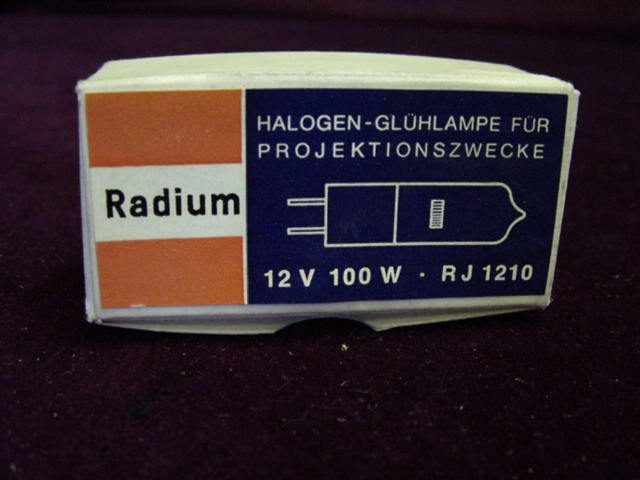 Radium
HALOGEN-GLÜHLAMPE FÜR
PROJEKTIONSZWECKE
12 V 100 W · RJ 1210